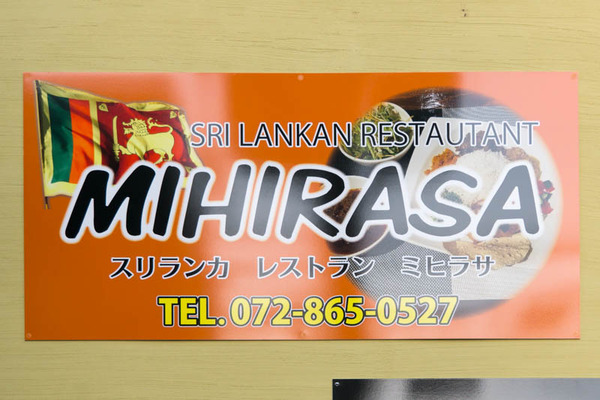 SRI LANKAN RESTAUTANT
MIHIRASA
スリランカ レストラン ミヒラサ
TEL. 072-865-0527